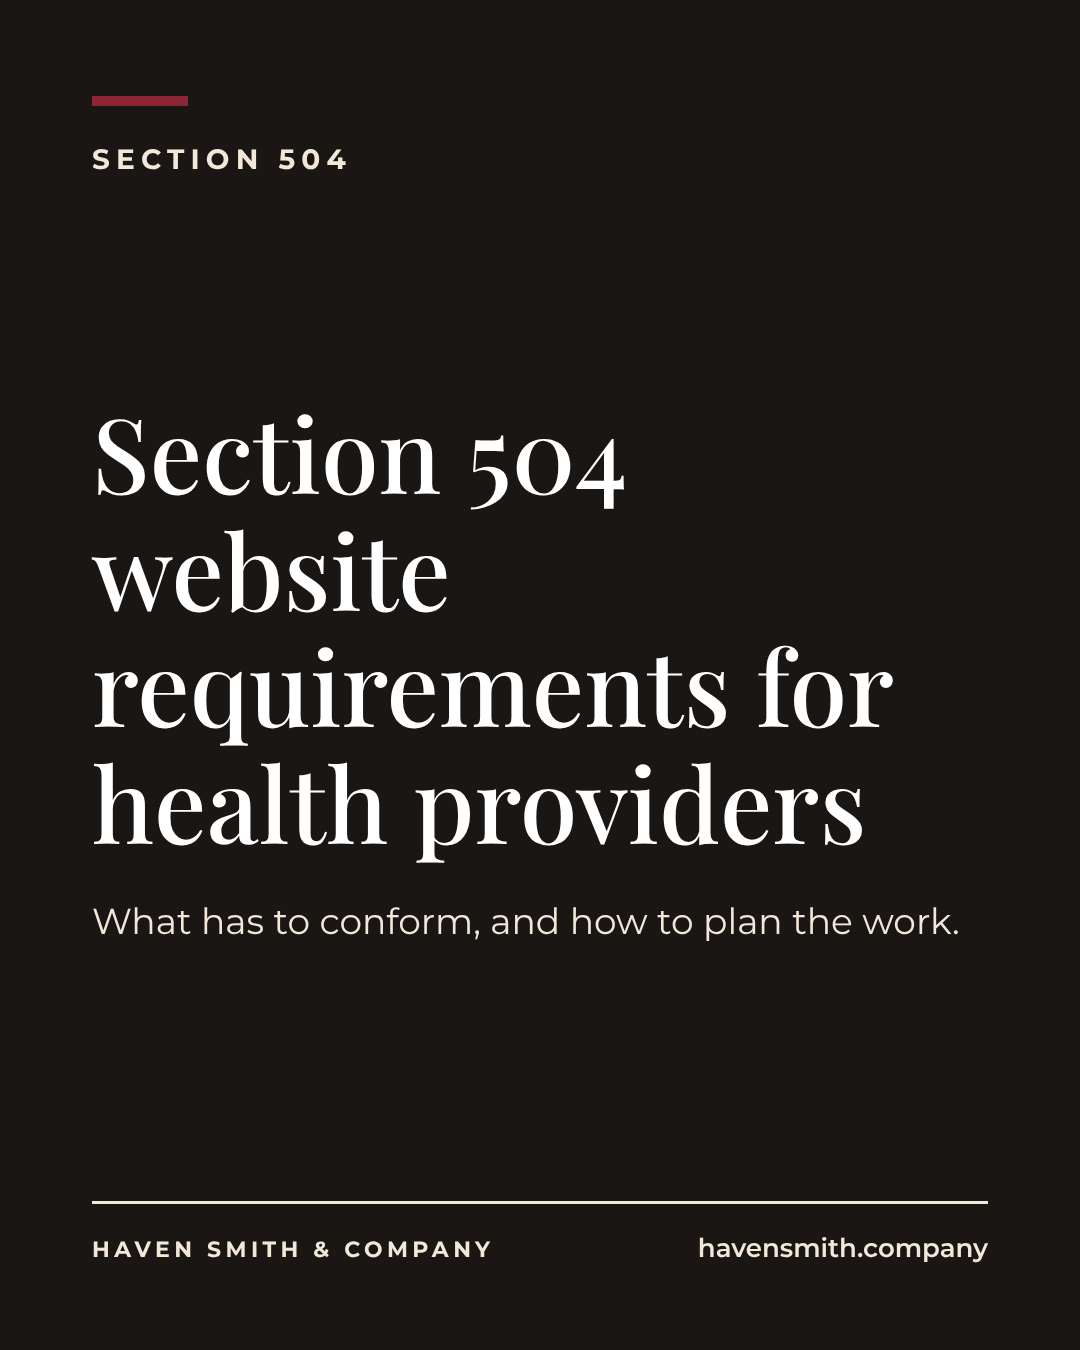 SECTION 504
Section 504
website
requirements for
health providers
What has to conform, and how to plan the work.
HAVEN SMITH & COMPANY
havensmith.company